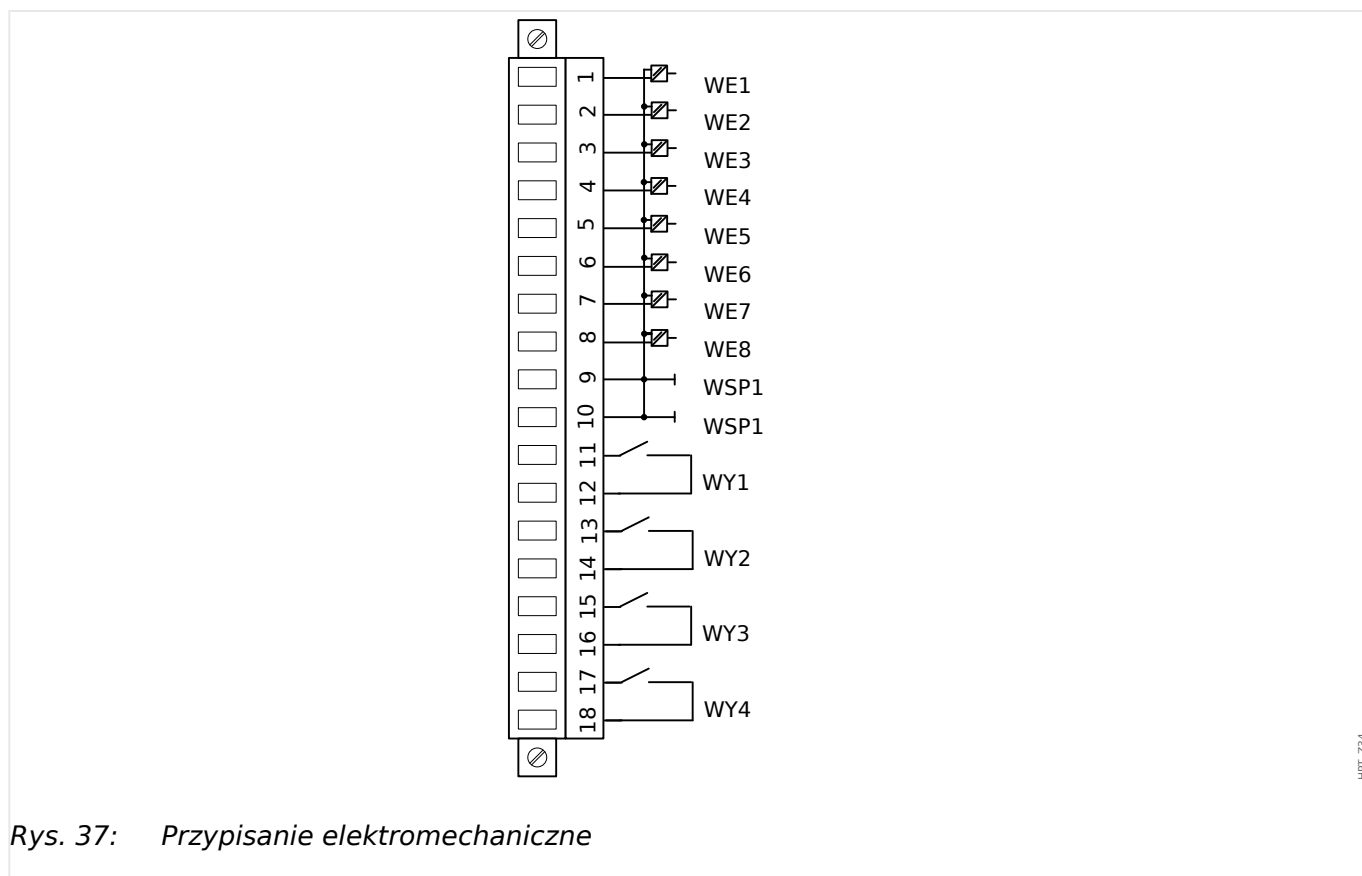 1 WE1
2 WE2
3 WE3
4 WE4
5 WE5
6 WE6
7 WE7
8 WE8
9 WSP1
10 WSP1
11
12 WY1
13
14 WY2
15
16 WY3
17
18 WY4
Rys. 37: Przypisanie elektromechaniczne